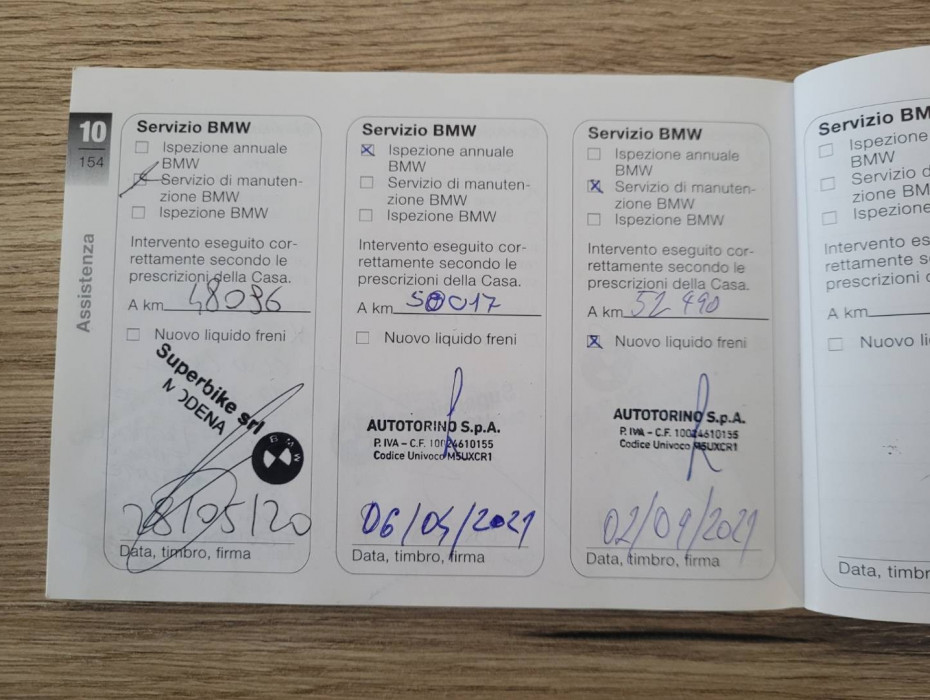 10
154
Assistenza
Servizio BMW
Ispezione annuale
BMW
Servizio di manuten-
zione BMW
Ispezione BMW
Intervento eseguito cor-
rettamente secondo le
prescrizioni della Casa.
A km 48036
Nuovo liquido freni
Superbike srl
MODENA
BMW
28/05/20
Data, timbro, firma
Servizio BMW
Ispezione annuale
BMW
Servizio di manuten-
zione BMW
Ispezione BMW
Intervento eseguito cor-
rettamente secondo le
prescrizioni della Casa.
A km 50017
Nuovo liquido freni
AUTOTORINO S.p.A.
P. IVA – C.F. 10024610155
Codice Univoco M5UXCR1
06/04/2021
Data, timbro, firma
Servizio BMW
Ispezione annuale
BMW
Servizio di manuten-
zione BMW
Ispezione BMW
Intervento eseguito cor-
rettamente secondo le
prescrizioni della Casa.
A km 52490
Nuovo liquido freni
AUTOTORINO S.p.A.
P. IVA – C.F. 10024610155
Codice Univoco M5UXCR1
02/09/2021
Data, timbro, firma
Servizio BM
Ispezione
BMW
Servizio d
zione BM
Ispezione
Intervento es
rettamente s
prescrizioni d
A km
Nuovo li
Data, timbr